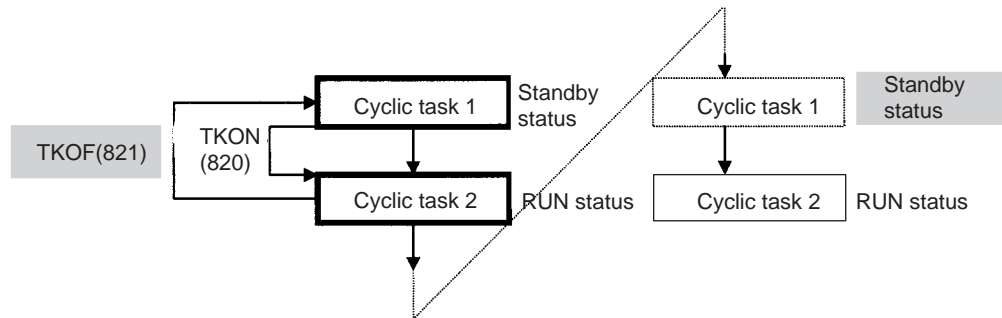 Cyclic task 1
Standby
status
TKOF(821)
TKON
(820)
Cyclic task 2
RUN status
Cyclic task 1
Standby
status
Cyclic task 2
RUN status